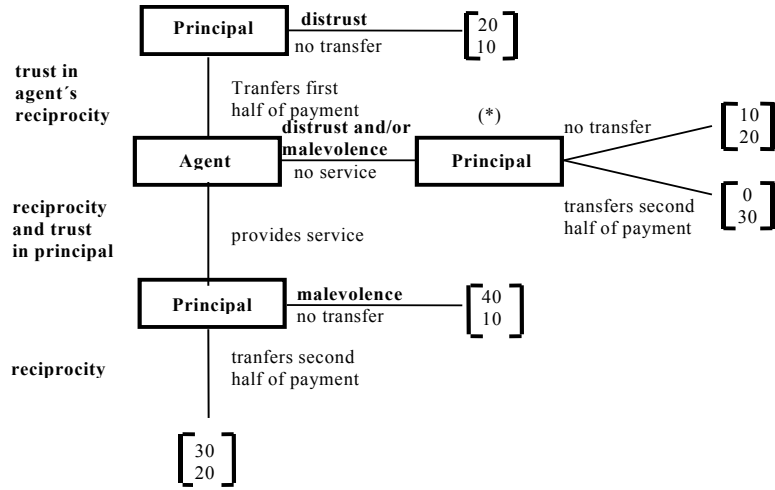 Principal
distrust
no transfer
20
10
trust in
agent´s
reciprocity
Tranfers first
half of payment
(*)
distrust and/or
malevolence
no service
Agent
Principal
no transfer
10
20
transfers second
half of payment
0
30
reciprocity
and trust
in principal
provides service
Principal
malevolence
no transfer
40
10
reciprocity
tranfers second
half of payment
30
20